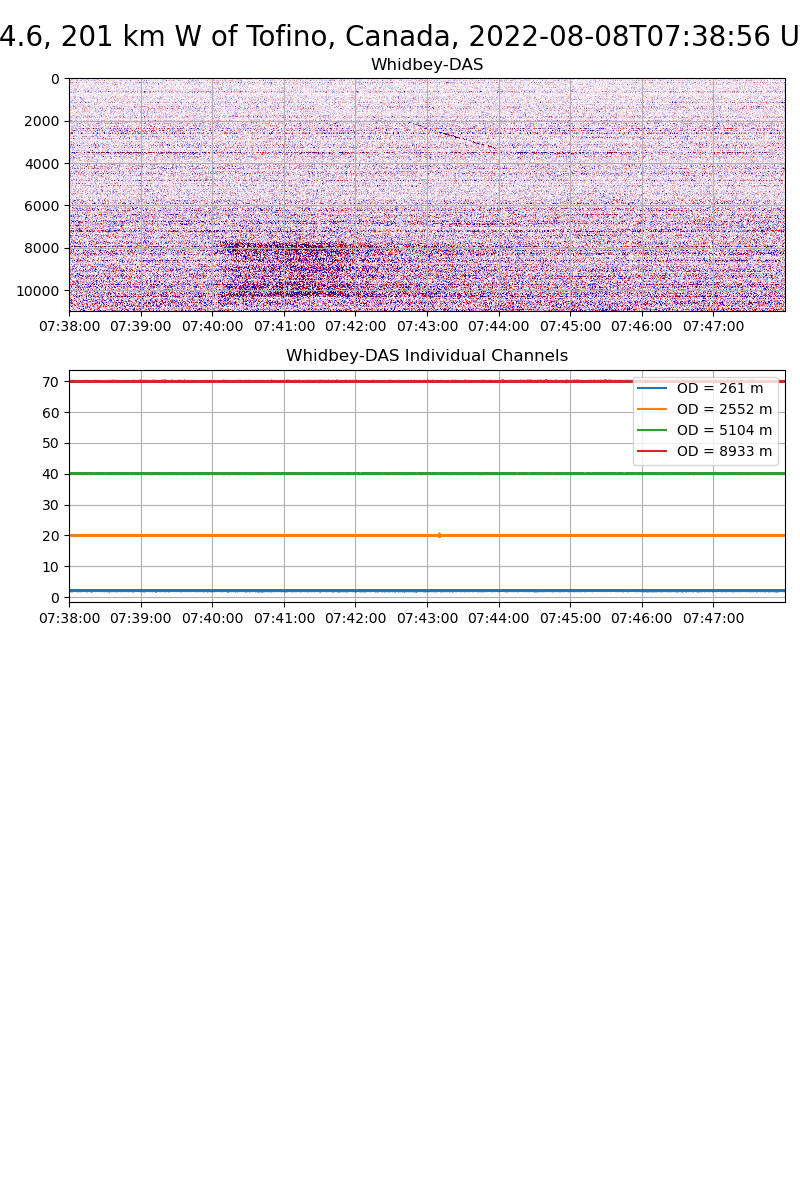 4.6, 201 km W of Tofino, Canada, 2022-08-08T07:38:56 U
Whidbey-DAS
0
2000
4000
6000
8000
10000
07:38:00 07:39:00 07:40:00 07:41:00 07:42:00 07:43:00 07:44:00 07:45:00 07:46:00 07:47:00
Whidbey-DAS Individual Channels
70
60
50
40
30
20
10
0
OD = 261 m
OD = 2552 m
OD = 5104 m
OD = 8933 m
07:38:00 07:39:00 07:40:00 07:41:00 07:42:00 07:43:00 07:44:00 07:45:00 07:46:00 07:47:00